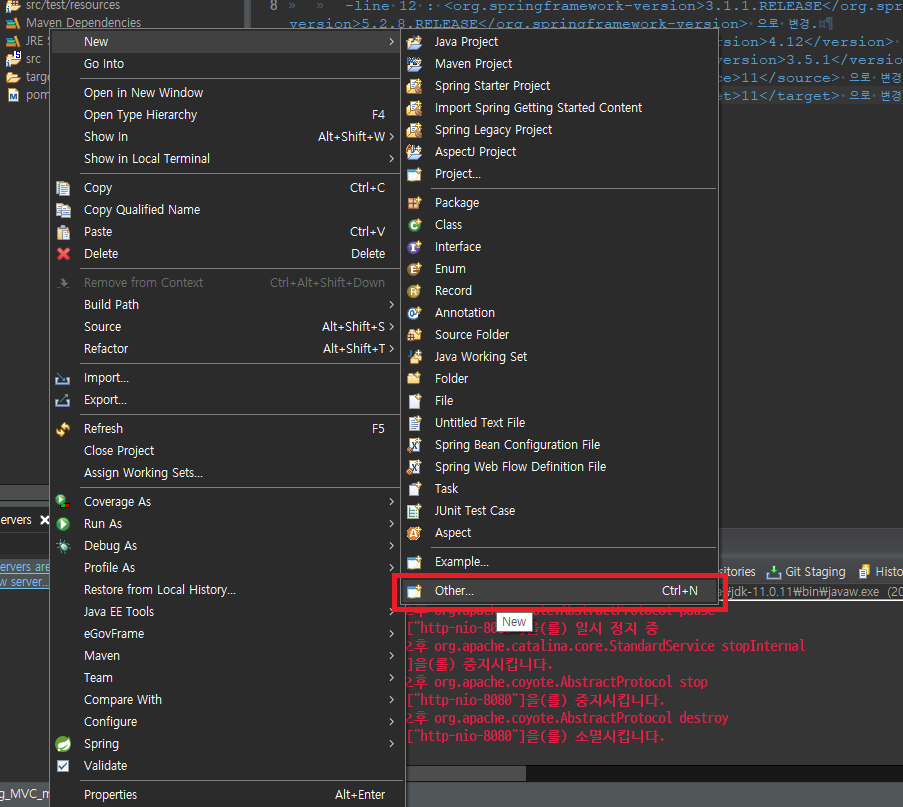 src/test/resources
Maven Dependencies
JRE S
src
targe
pom
8 » » -line 12 : <org.springframework-version>3.1.1.RELEASE</org.spr
version>5.2.8.RELEASE</org.springframework-version> 으로 변경.
sion>4.12</version>
ersion>3.5.1</vers
ce>11</source> 으로 변경
et>11</target> 으로 변경
New
Go Into
Open in New Window
Open Type Hierarchy F4
Show In Alt+Shift+W
Show in Local Terminal
Copy Ctrl+C
Copy Qualified Name
Paste Ctrl+V
Delete Delete
Remove from Context Ctrl+Alt+Shift+Down
Build Path
Source Alt+Shift+S
Refactor Alt+Shift+T
Import...
Export...
Refresh F5
Close Project
Assign Working Sets...
Coverage As
Run As
Debug As
Profile As
Restore from Local History...
Java EE Tools
eGovFrame
Maven
Team
Compare With
Configure
Spring
Validate
Properties Alt+Enter
Java Project
Maven Project
Spring Starter Project
Import Spring Getting Started Content
Spring Legacy Project
AspectJ Project
Project...
Package
Class
Interface
Enum
Record
Annotation
Source Folder
Java Working Set
Folder
File
Untitled Text File
Spring Bean Configuration File
Spring Web Flow Definition File
Task
JUnit Test Case
Aspect
Example...
Other... Ctrl+N
New
ervers
ervers are
w server...
g_MVC_m
sitories Git Staging Histo
₩jdk-11.0.11₩bin₩javaw.exe (20
오후 org.apache.coyote.AbstractProtocol pause
["http-nio-8080"]을(를) 일시 정지 중
오후 org.apache.catalina.core.StandardService stopInternal
]을(를) 중지시킵니다.
오후 org.apache.coyote.AbstractProtocol stop
["http-nio-8080"]을(를) 중지시킵니다.
오후 org.apache.coyote.AbstractProtocol destroy
["http-nio-8080"]을(를) 소멸시킵니다.